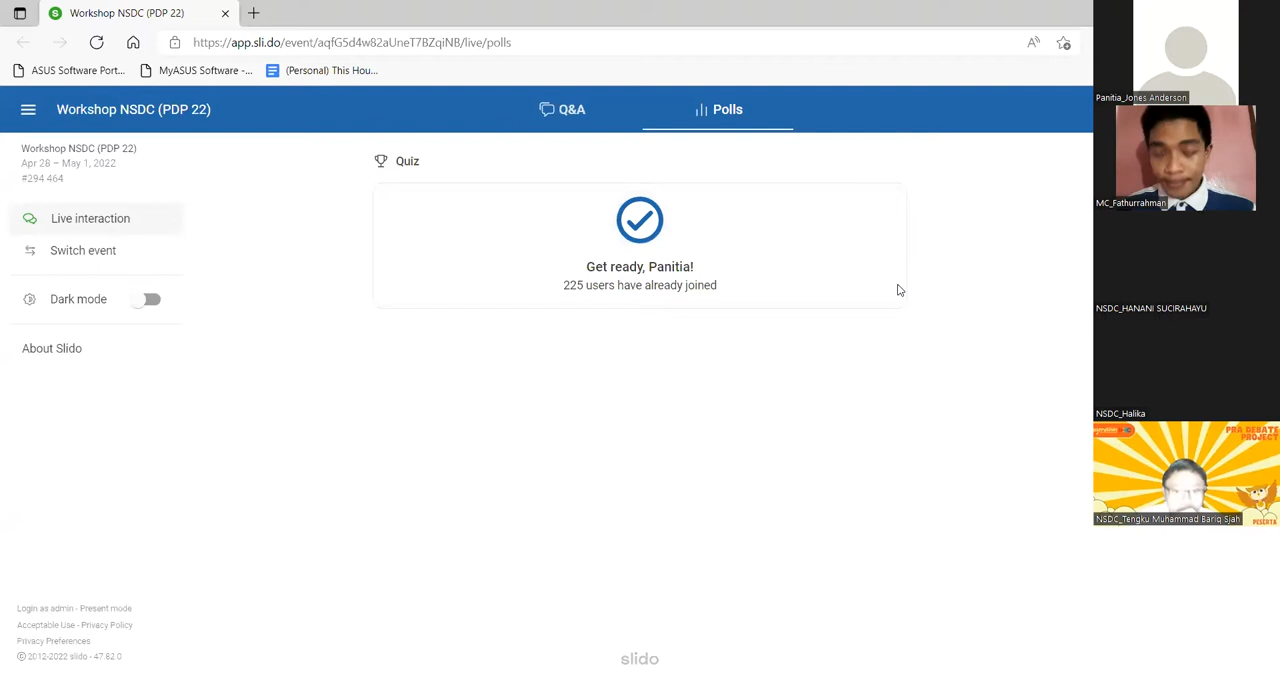 Workshop NSDC (PDP 22)
https://app.sli.do/event/aqfG5d4w82aUneT7BZqiNB/live/polls
ASUS Software Port...
MyASUS Software -...
(Personal) This Hou...
Workshop NSDC (PDP 22)
Q&A
Polls
Workshop NSDC (PDP 22)
Apr 28 – May 1, 2022
#294 464
Live interaction
Switch event
Dark mode
About Slido
Quiz
Get ready, Panitia!
225 users have already joined
Login as admin - Present mode
Acceptable Use - Privacy Policy
Privacy Preferences
© 2012-2022 slido - 47.62.0
slido
Panitia_Jones Anderson
MC_Fathurrahman
NSDC_HANANI SUCIRAHAYU
NSDC_Halika
PRA DEBATE
PROJECT
PESERTA
NSDC_Tengku Muhammad Bariq Sjah